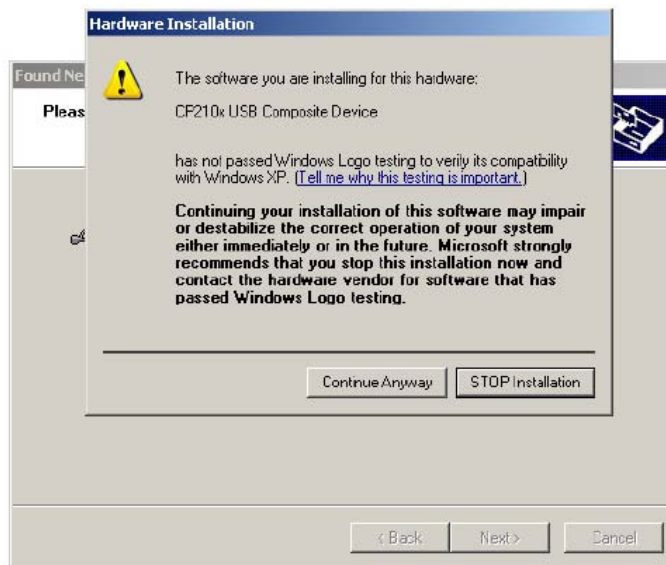 Hardware Installation
Found Ne
Pleas
The software you are installing for this hardware:
CP210x USB Composite Device
has not passed Windows Logo testing to verify its compatibility
with Windows XP. (Tell me why this testing is important.)
Continuing your installation of this software may impair
or destabilize the correct operation of your system
either immediately or in the future. Microsoft strongly
recommends that you stop this installation now and
contact the hardware vendor for software that has
passed Windows Logo testing.
Continue Anyway
STOP Installation
< Back
Next >
Cancel